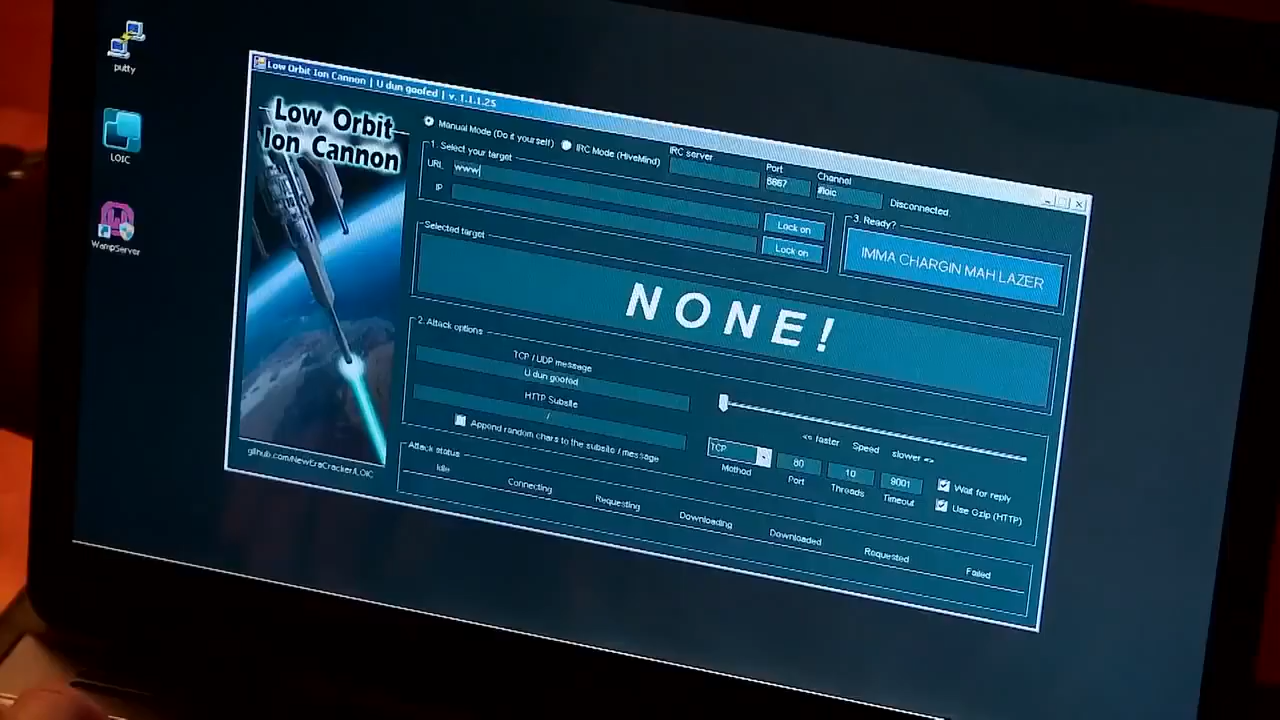 putty
LOIC
WampServer
Low Orbit Ion Cannon | U dun goofed | v. 1.1.1.25
Low Orbit
Ion Cannon
github.com/NewEraCracker/LOIC
Manual Mode (Do it yourself)
IRC Mode (HiveMind)
IRC server
Port
6667
Channel
#loic
Disconnected.
1. Select your target
URL
www
Lock on
IP
Lock on
3. Ready?
IMMA CHARGIN MAH LAZER
Selected target
NONE!
2. Attack options
TCP / UDP message
U dun goofed
HTTP Subsite
/
Append random chars to the subsite / message
<< faster Speed slower =>
TCP
Method
80
Port
10
Threads
9001
Timeout
Wait for reply
Use Gzip (HTTP)
Attack status
Idle
Connecting
Requesting
Downloading
Downloaded
Requested
Failed